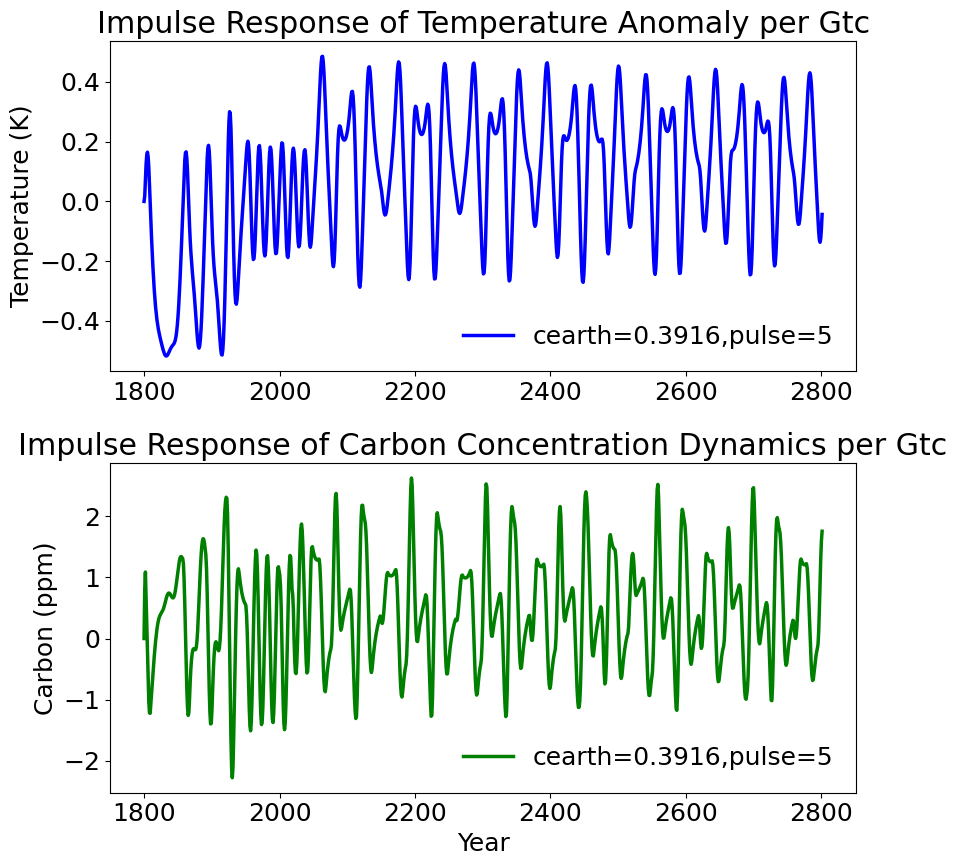 Impulse Response of Temperature Anomaly per Gtc
Temperature (K)
0.4
0.2
0.0
−0.2
−0.4
cearth=0.3916,pulse=5
1800 2000 2200 2400 2600 2800
Impulse Response of Carbon Concentration Dynamics per Gtc
Carbon (ppm)
2
1
0
−1
−2
cearth=0.3916,pulse=5
1800 2000 2200 2400 2600 2800
Year